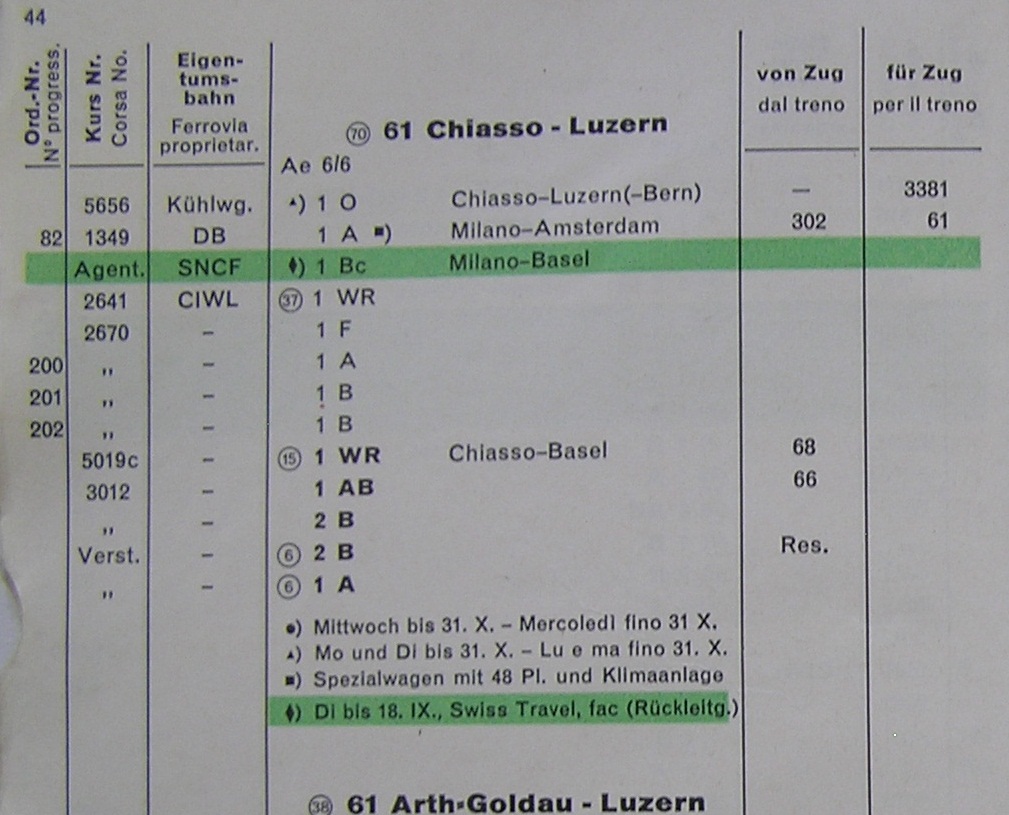 44
Ord.-Nr. N° progress.
Kurs Nr. Corsa No.
Eigen-
tums-
bahn
Ferrovia
proprietar.
von Zug
dal treno
für Zug
per il treno
(70) 61 Chiasso - Luzern
Ae 6/6
5656 Kühlwg. ▲) 1 O Chiasso–Luzern(–Bern) — 3381
82 1349 DB 1 A ■) Milano–Amsterdam 302 61
Agent. SNCF ♦) 1 Bc Milano–Basel
2641 CIWL (37) 1 WR
2670 – 1 F
200 „ – 1 A
201 „ – 1 B
202 „ – 1 B
5019c – (15) 1 WR Chiasso–Basel 68
3012 – 1 AB 66
„ – 2 B
Verst. – (6) 2 B Res.
„ – (6) 1 A
●) Mittwoch bis 31. X. – Mercoledì fino 31 X.
▲) Mo und Di bis 31. X. – Lu e ma fino 31. X.
■) Spezialwagen mit 48 Pl. und Klimaanlage
♦) Di bis 18. IX., Swiss Travel, fac (Rückleitg.)
(38) 61 Arth-Goldau - Luzern